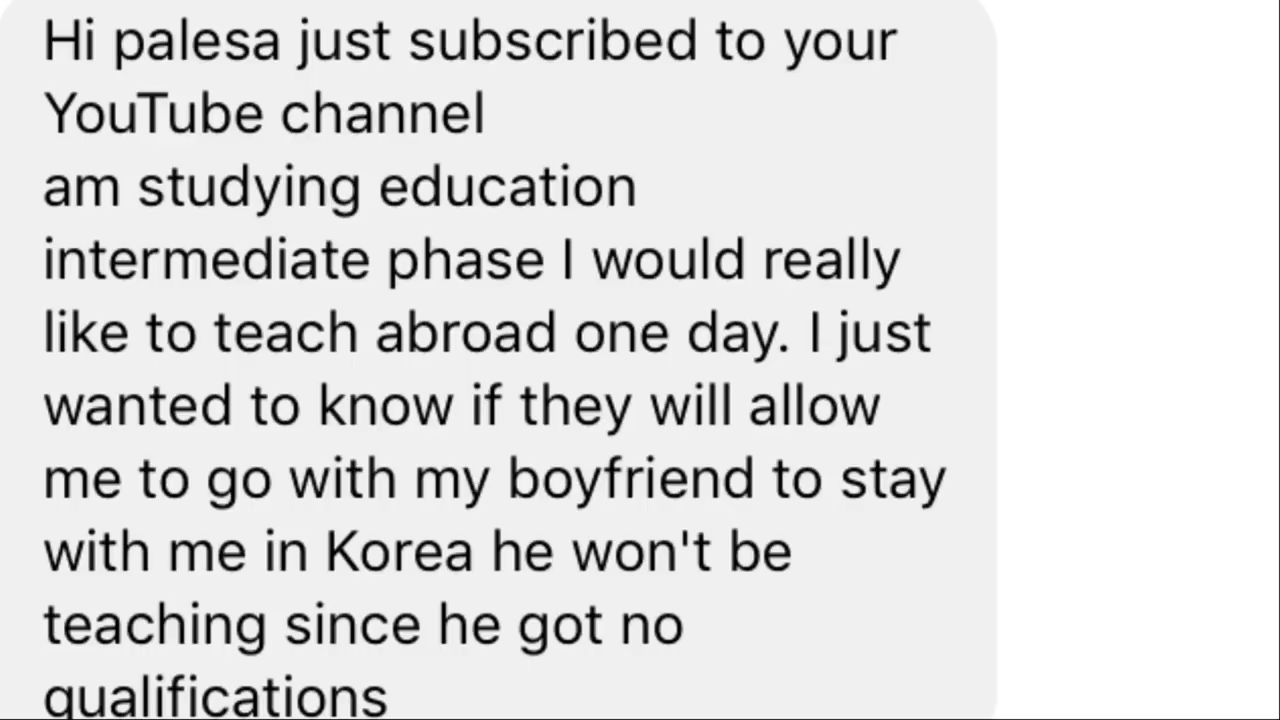 Hi palesa just subscribed to your
YouTube channel
am studying education
intermediate phase I would really
like to teach abroad one day. I just
wanted to know if they will allow
me to go with my boyfriend to stay
with me in Korea he won't be
teaching since he got no
qualifications